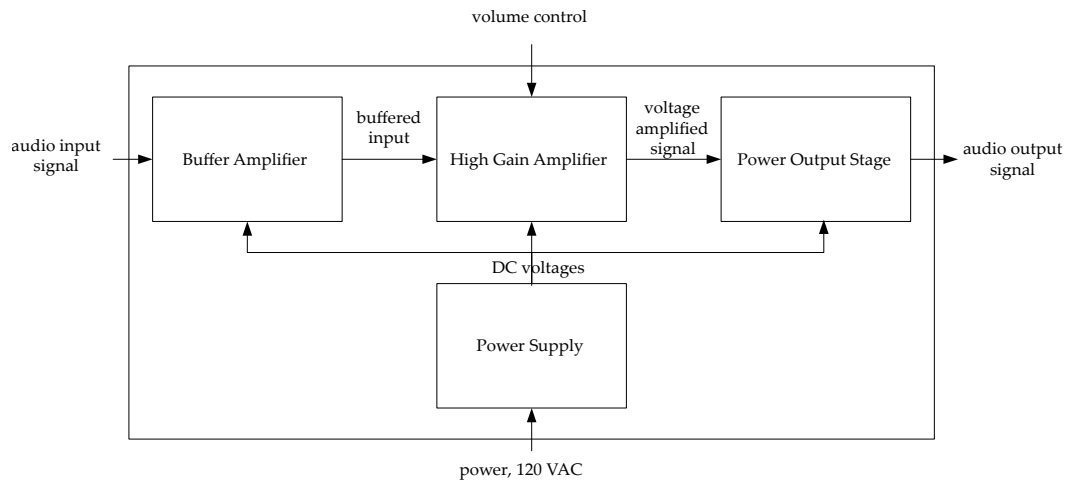 volume control
audio input
signal
Buffer Amplifier
buffered
input
High Gain Amplifier
voltage
amplified
signal
Power Output Stage
audio output
signal
DC voltages
Power Supply
power, 120 VAC